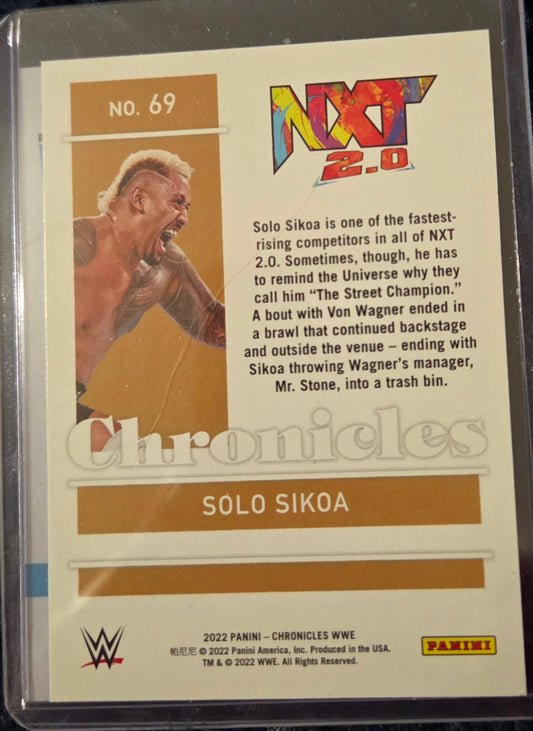 NO. 69
NXT
2.0
Solo Sikoa is one of the fastest-
rising competitors in all of NXT
2.0. Sometimes, though, he has
to remind the Universe why they
call him “The Street Champion.”
A bout with Von Wagner ended in
a brawl that continued backstage
and outside the venue – ending with
Sikoa throwing Wagner’s manager,
Mr. Stone, into a trash bin.
Chronicles
SOLO SIKOA
W
2022 PANINI – CHRONICLES WWE
帕尼尼 © 2022 Panini America, Inc. Produced in the USA.
TM & © 2022 WWE. All Rights Reserved.
PANINI